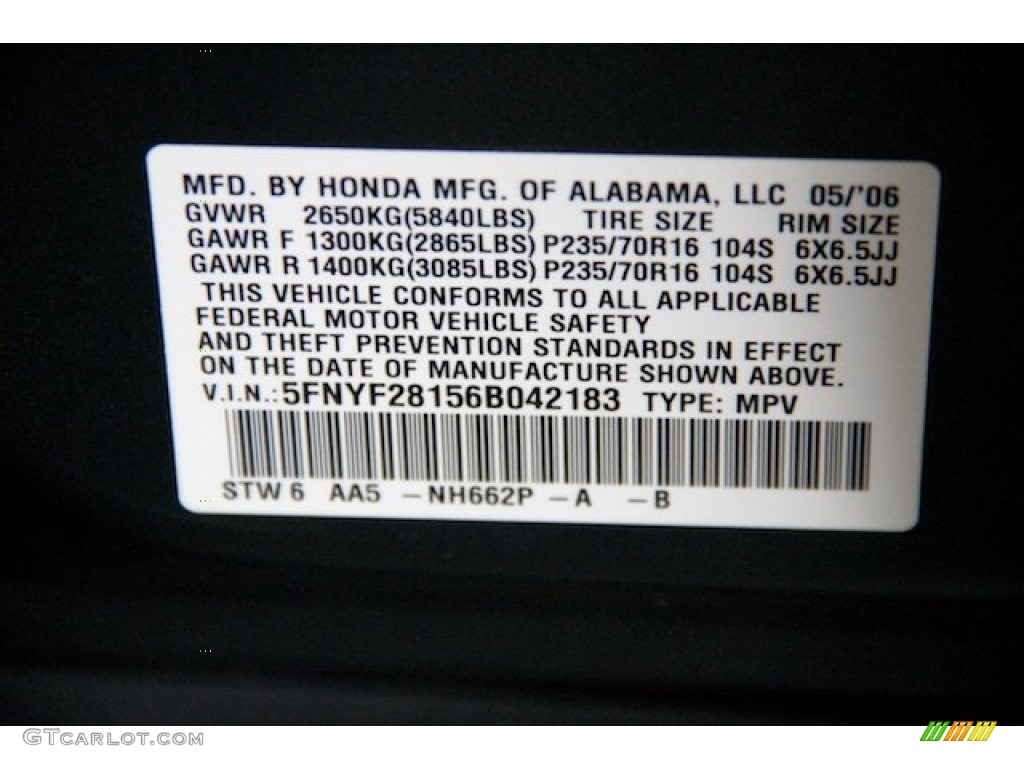 MFD. BY HONDA MFG. OF ALABAMA, LLC 05/'06
GVWR 2650KG(5840LBS) TIRE SIZE RIM SIZE
GAWR F 1300KG(2865LBS) P235/70R16 104S 6X6.5JJ
GAWR R 1400KG(3085LBS) P235/70R16 104S 6X6.5JJ
THIS VEHICLE CONFORMS TO ALL APPLICABLE
FEDERAL MOTOR VEHICLE SAFETY
AND THEFT PREVENTION STANDARDS IN EFFECT
ON THE DATE OF MANUFACTURE SHOWN ABOVE.
V.I.N.: 5FNYF28156B042183 TYPE: MPV
STW 6 AA5 – NH662P – A – B
GTCARLOT.COM